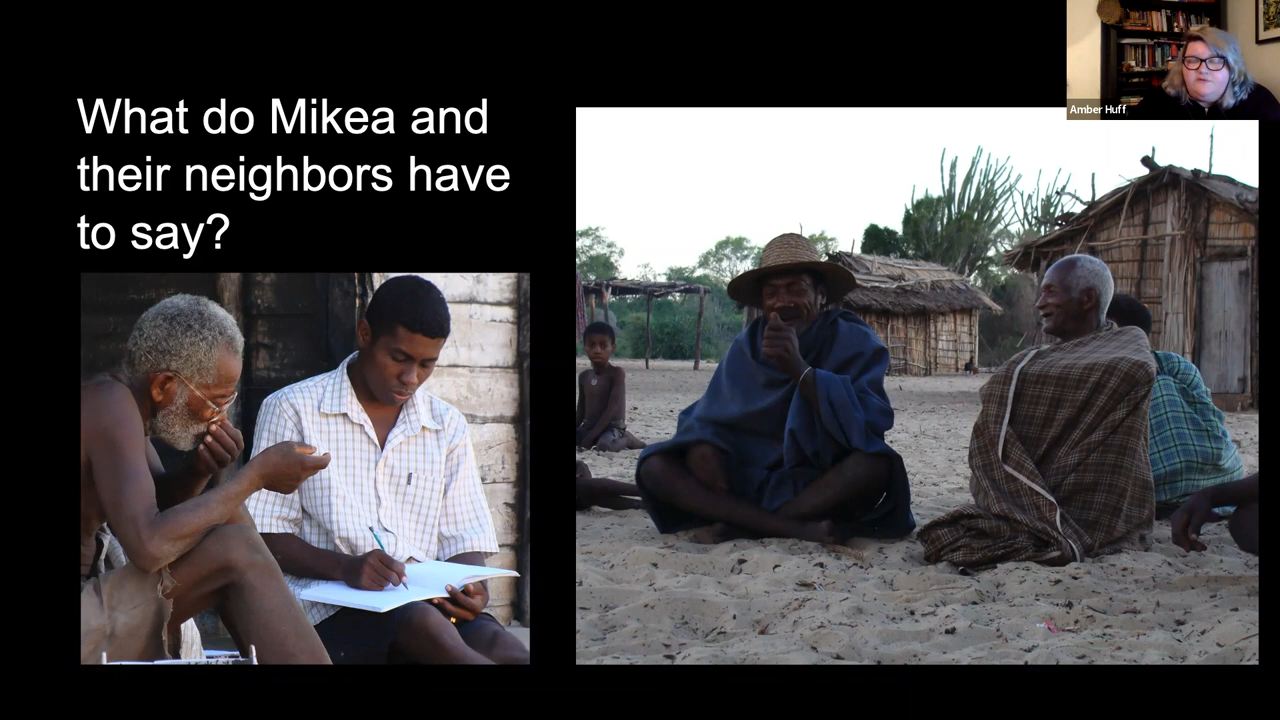 What do Mikea and
their neighbors have
to say?
Amber Huff